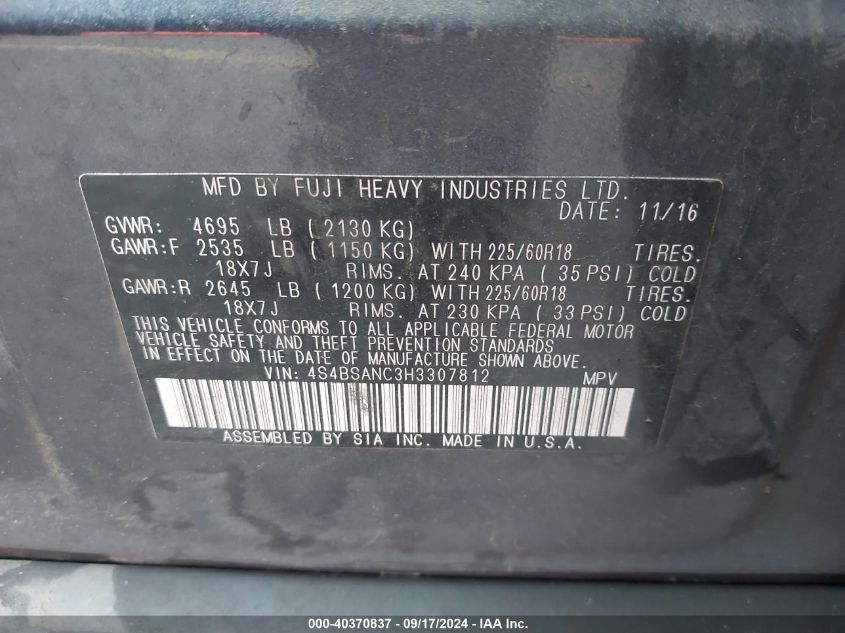 MFD BY FUJI HEAVY INDUSTRIES LTD.
DATE: 11/16
GVWR: 4695 LB ( 2130 KG)
GAWR:F 2535 LB ( 1150 KG) WITH 225/60R18 TIRES.
18X7J RIMS. AT 240 KPA ( 35 PSI) COLD
GAWR:R 2645 LB ( 1200 KG) WITH 225/60R18 TIRES.
18X7J RIMS. AT 230 KPA ( 33 PSI) COLD
THIS VEHICLE CONFORMS TO ALL APPLICABLE FEDERAL MOTOR
VEHICLE SAFETY AND THEFT PREVENTION STANDARDS
IN EFFECT ON THE DATE OF MANUFACTURE SHOWN ABOVE.
VIN: 4S4BSANC3H3307812 MPV
ASSEMBLED BY SIA INC. MADE IN U.S.A.
000-40370837 - 09/17/2024 - IAA Inc.